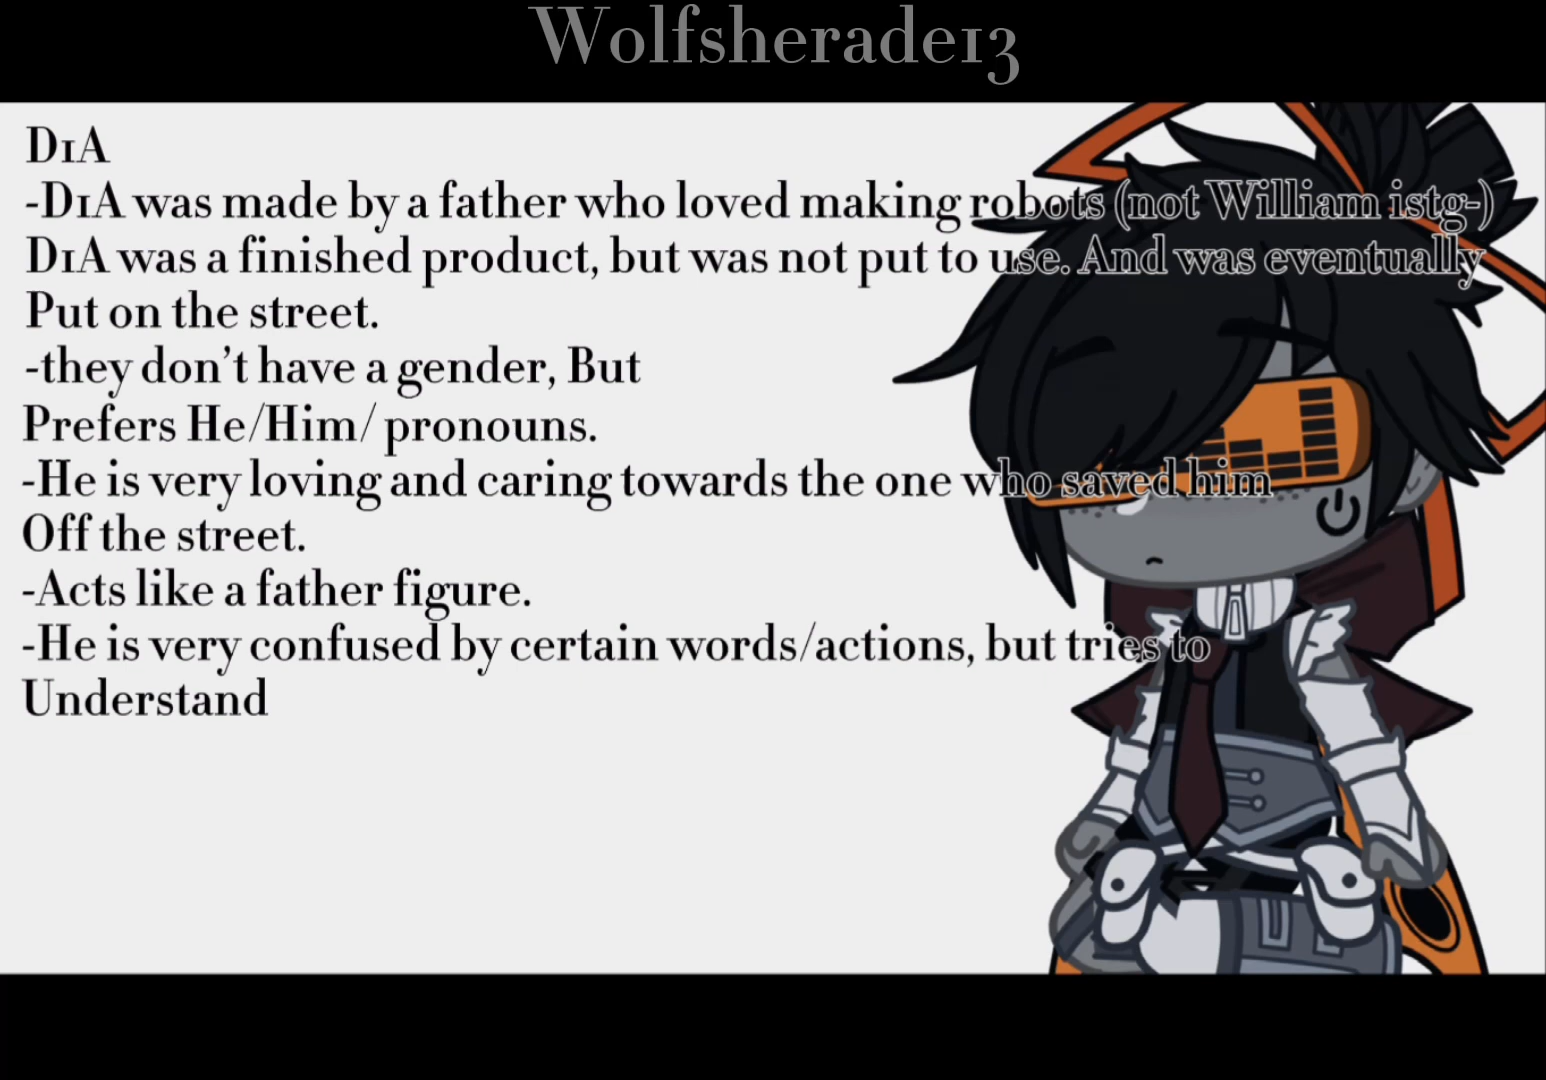 Wolfsherade13
D1A
-D1A was made by a father who loved making robots (not William istg-)
D1A was a finished product, but was not put to use. And was eventually
Put on the street.
-they don't have a gender, But
Prefers He/Him/ pronouns.
-He is very loving and caring towards the one who saved him
Off the street.
-Acts like a father figure.
-He is very confused by certain words/actions, but tries to
Understand